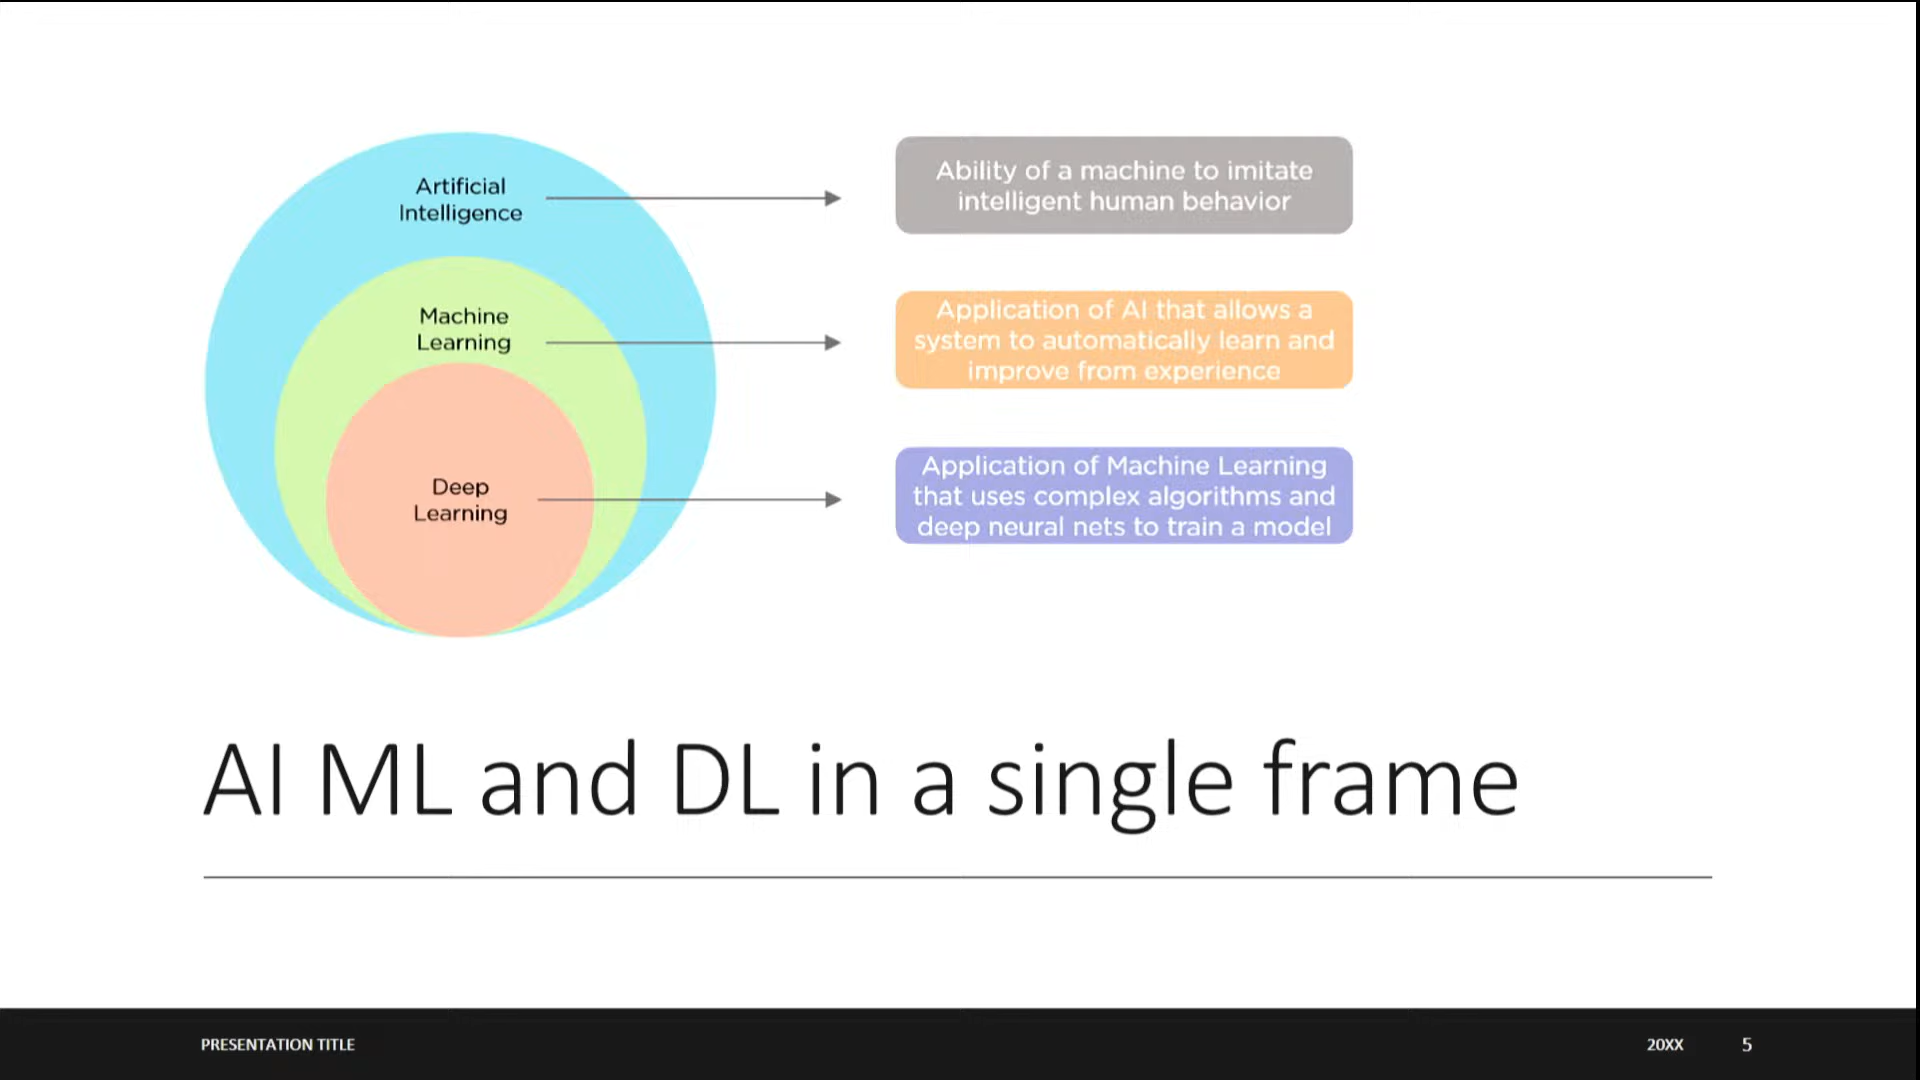 Artificial
Intelligence
Ability of a machine to imitate
intelligent human behavior
Machine
Learning
Application of AI that allows a
system to automatically learn and
improve from experience
Deep
Learning
Application of Machine Learning
that uses complex algorithms and
deep neural nets to train a model
AI ML and DL in a single frame
PRESENTATION TITLE
20XX
5